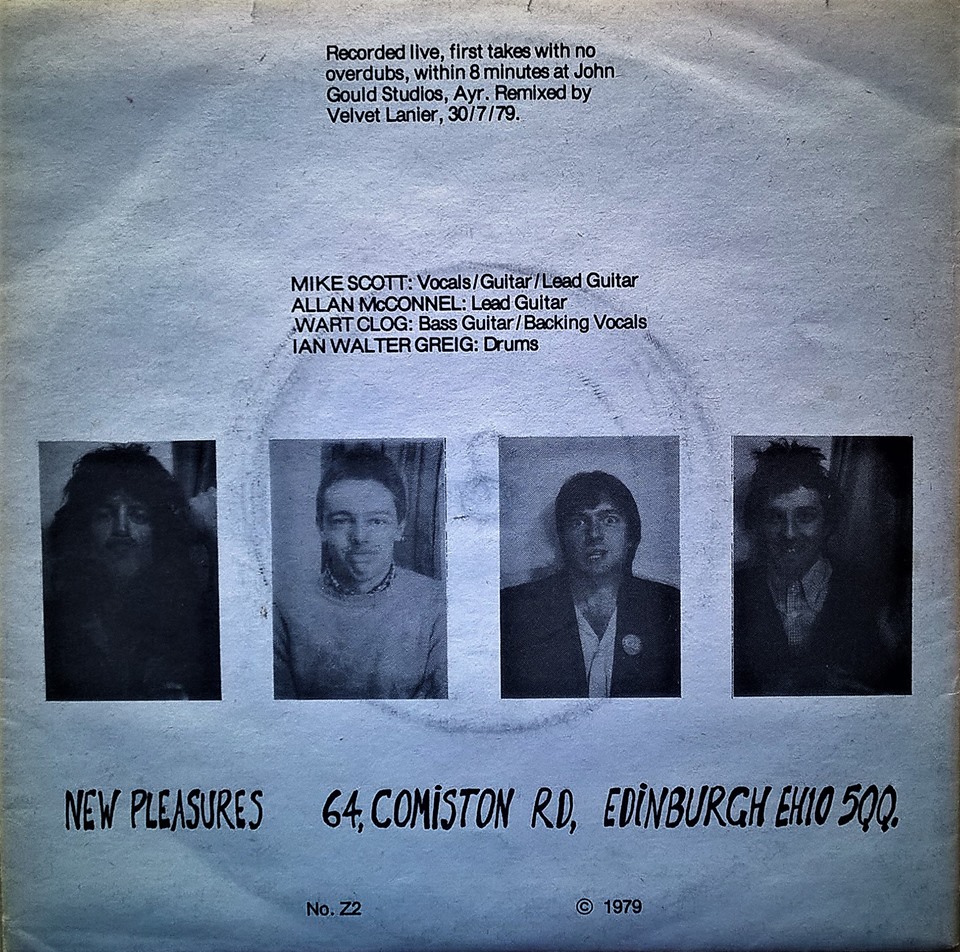 Recorded live, first takes with no
overdubs, within 8 minutes at John
Gould Studios, Ayr. Remixed by
Velvet Lanier, 30/7/79.
MIKE SCOTT: Vocals/Guitar/Lead Guitar
ALLAN McCONNEL: Lead Guitar
WART CLOG: Bass Guitar/Backing Vocals
IAN WALTER GREIG: Drums
NEW PLEASURES 64, COMiSTON RD, EDiNBURGH EH10 5QQ.
No. Z2 © 1979